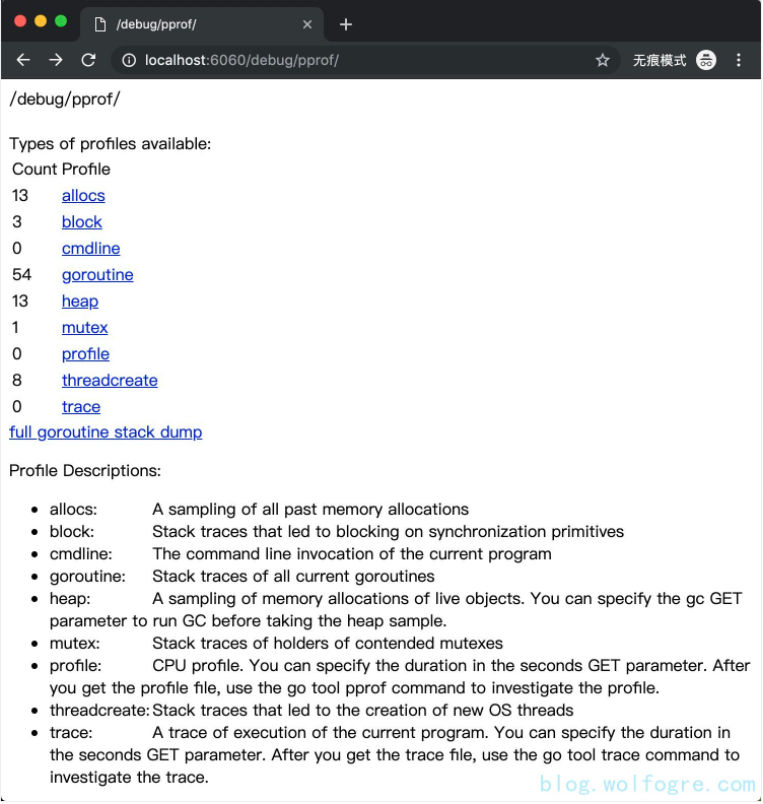 /debug/pprof/
localhost:6060/debug/pprof/
无痕模式
/debug/pprof/
Types of profiles available:
Count Profile
13 allocs
3 block
0 cmdline
54 goroutine
13 heap
1 mutex
0 profile
8 threadcreate
0 trace
full goroutine stack dump
Profile Descriptions:
• allocs: A sampling of all past memory allocations
• block: Stack traces that led to blocking on synchronization primitives
• cmdline: The command line invocation of the current program
• goroutine: Stack traces of all current goroutines
• heap: A sampling of memory allocations of live objects. You can specify the gc GET
parameter to run GC before taking the heap sample.
• mutex: Stack traces of holders of contended mutexes
• profile: CPU profile. You can specify the duration in the seconds GET parameter. After
you get the profile file, use the go tool pprof command to investigate the profile.
• threadcreate: Stack traces that led to the creation of new OS threads
• trace: A trace of execution of the current program. You can specify the duration in
the seconds GET parameter. After you get the trace file, use the go tool trace command to
investigate the trace.
blog.wolfogre.com